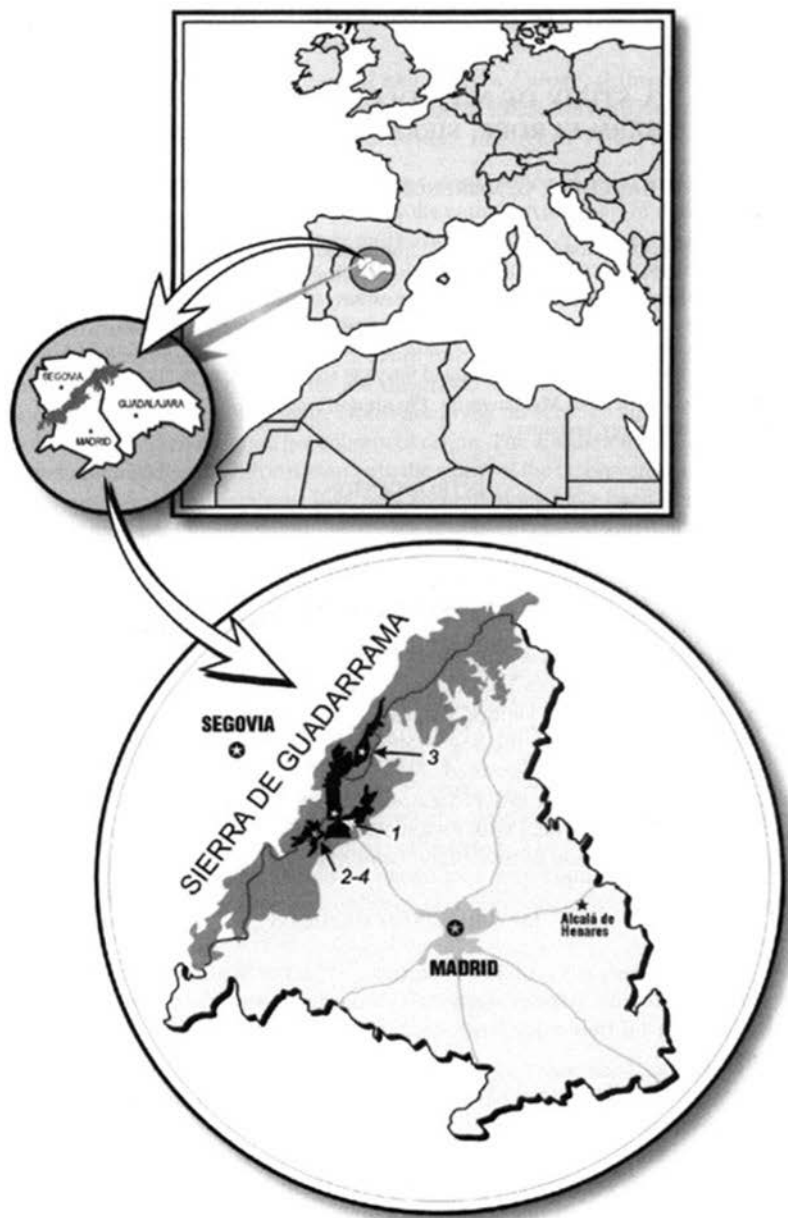 SEGOVIA
GUADALAJARA
MADRID
SIERRA DE GUADARRAMA
SEGOVIA
3
1
2-4
Alcalá de
Henares
MADRID